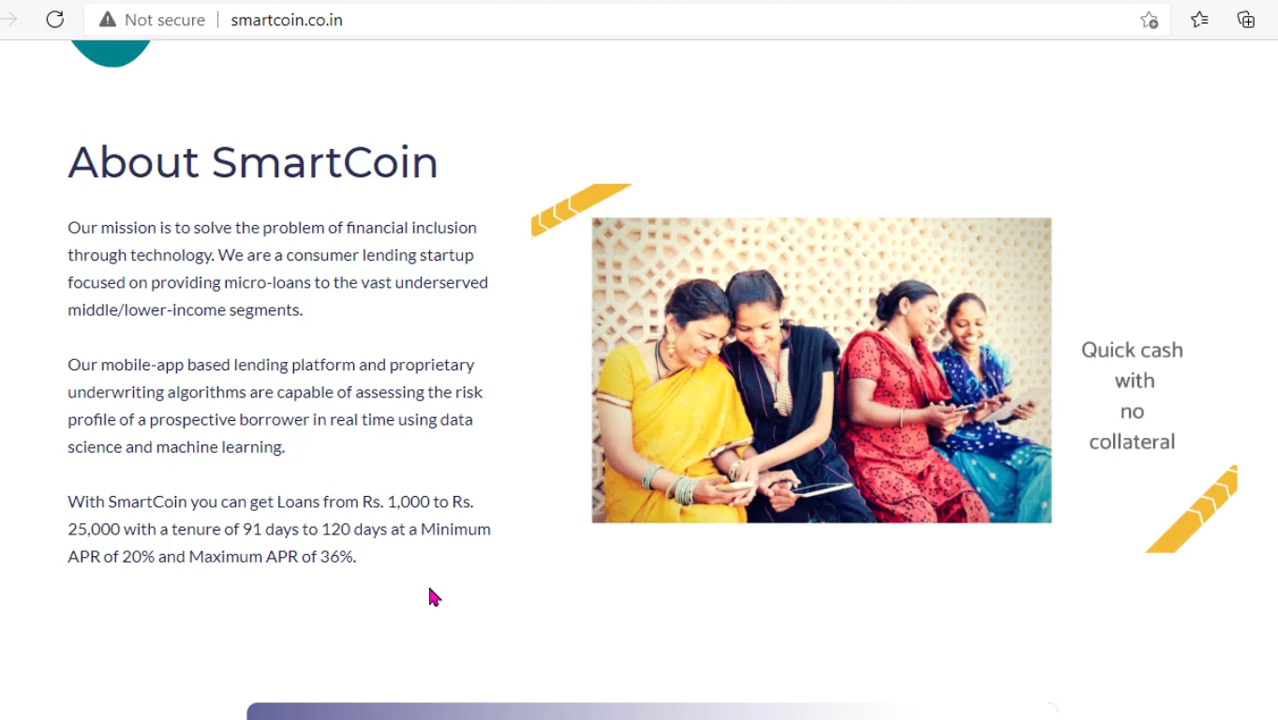 Not secure
smartcoin.co.in
About SmartCoin
Our mission is to solve the problem of financial inclusion
through technology. We are a consumer lending startup
focused on providing micro-loans to the vast underserved
middle/lower-income segments.
Our mobile-app based lending platform and proprietary
underwriting algorithms are capable of assessing the risk
profile of a prospective borrower in real time using data
science and machine learning.
With SmartCoin you can get Loans from Rs. 1,000 to Rs.
25,000 with a tenure of 91 days to 120 days at a Minimum
APR of 20% and Maximum APR of 36%.
Quick cash
with
no
collateral